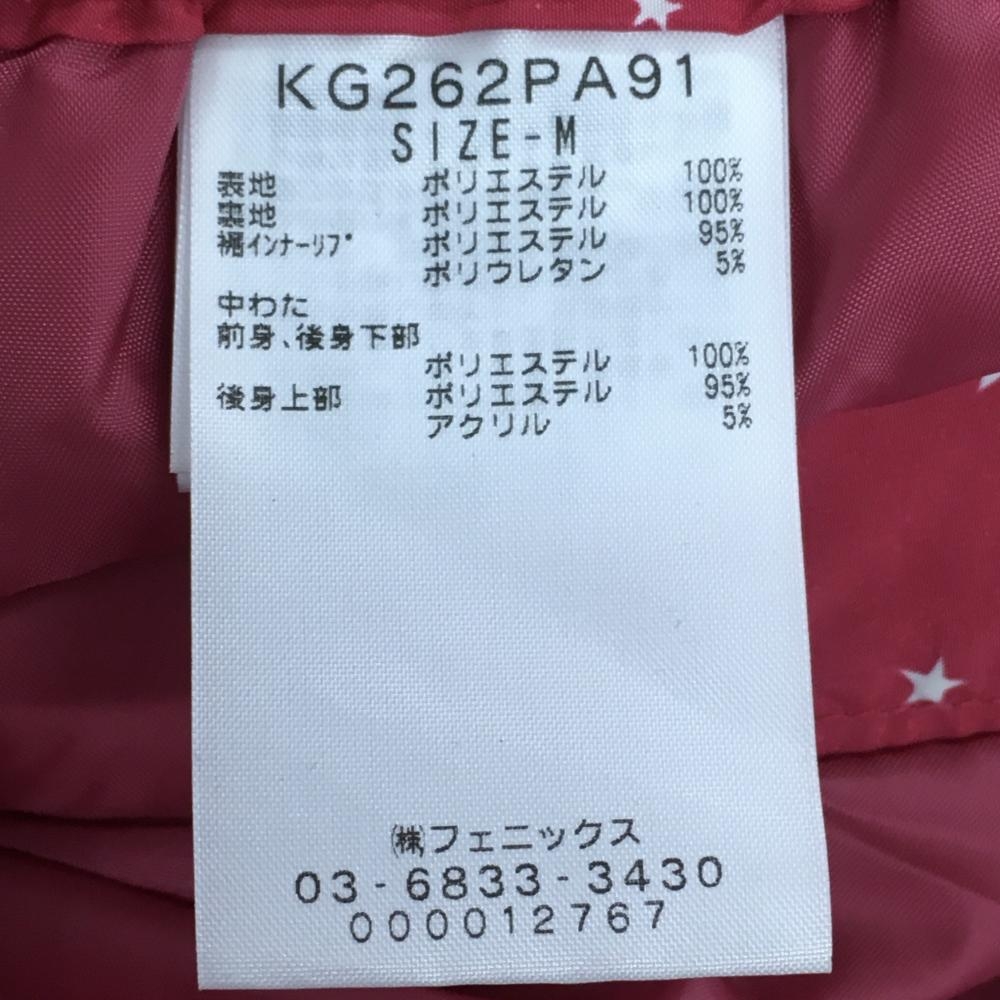 KG262PA91
SIZE-M
表地 ポリエステル 100%
裏地 ポリエステル 100%
裾インナーリブ ポリエステル 95%
ポリウレタン 5%
中わた
前身、後身下部
ポリエステル 100%
後身上部 ポリエステル 95%
アクリル 5%
㈱フェニックス
03-6833-3430
000012767